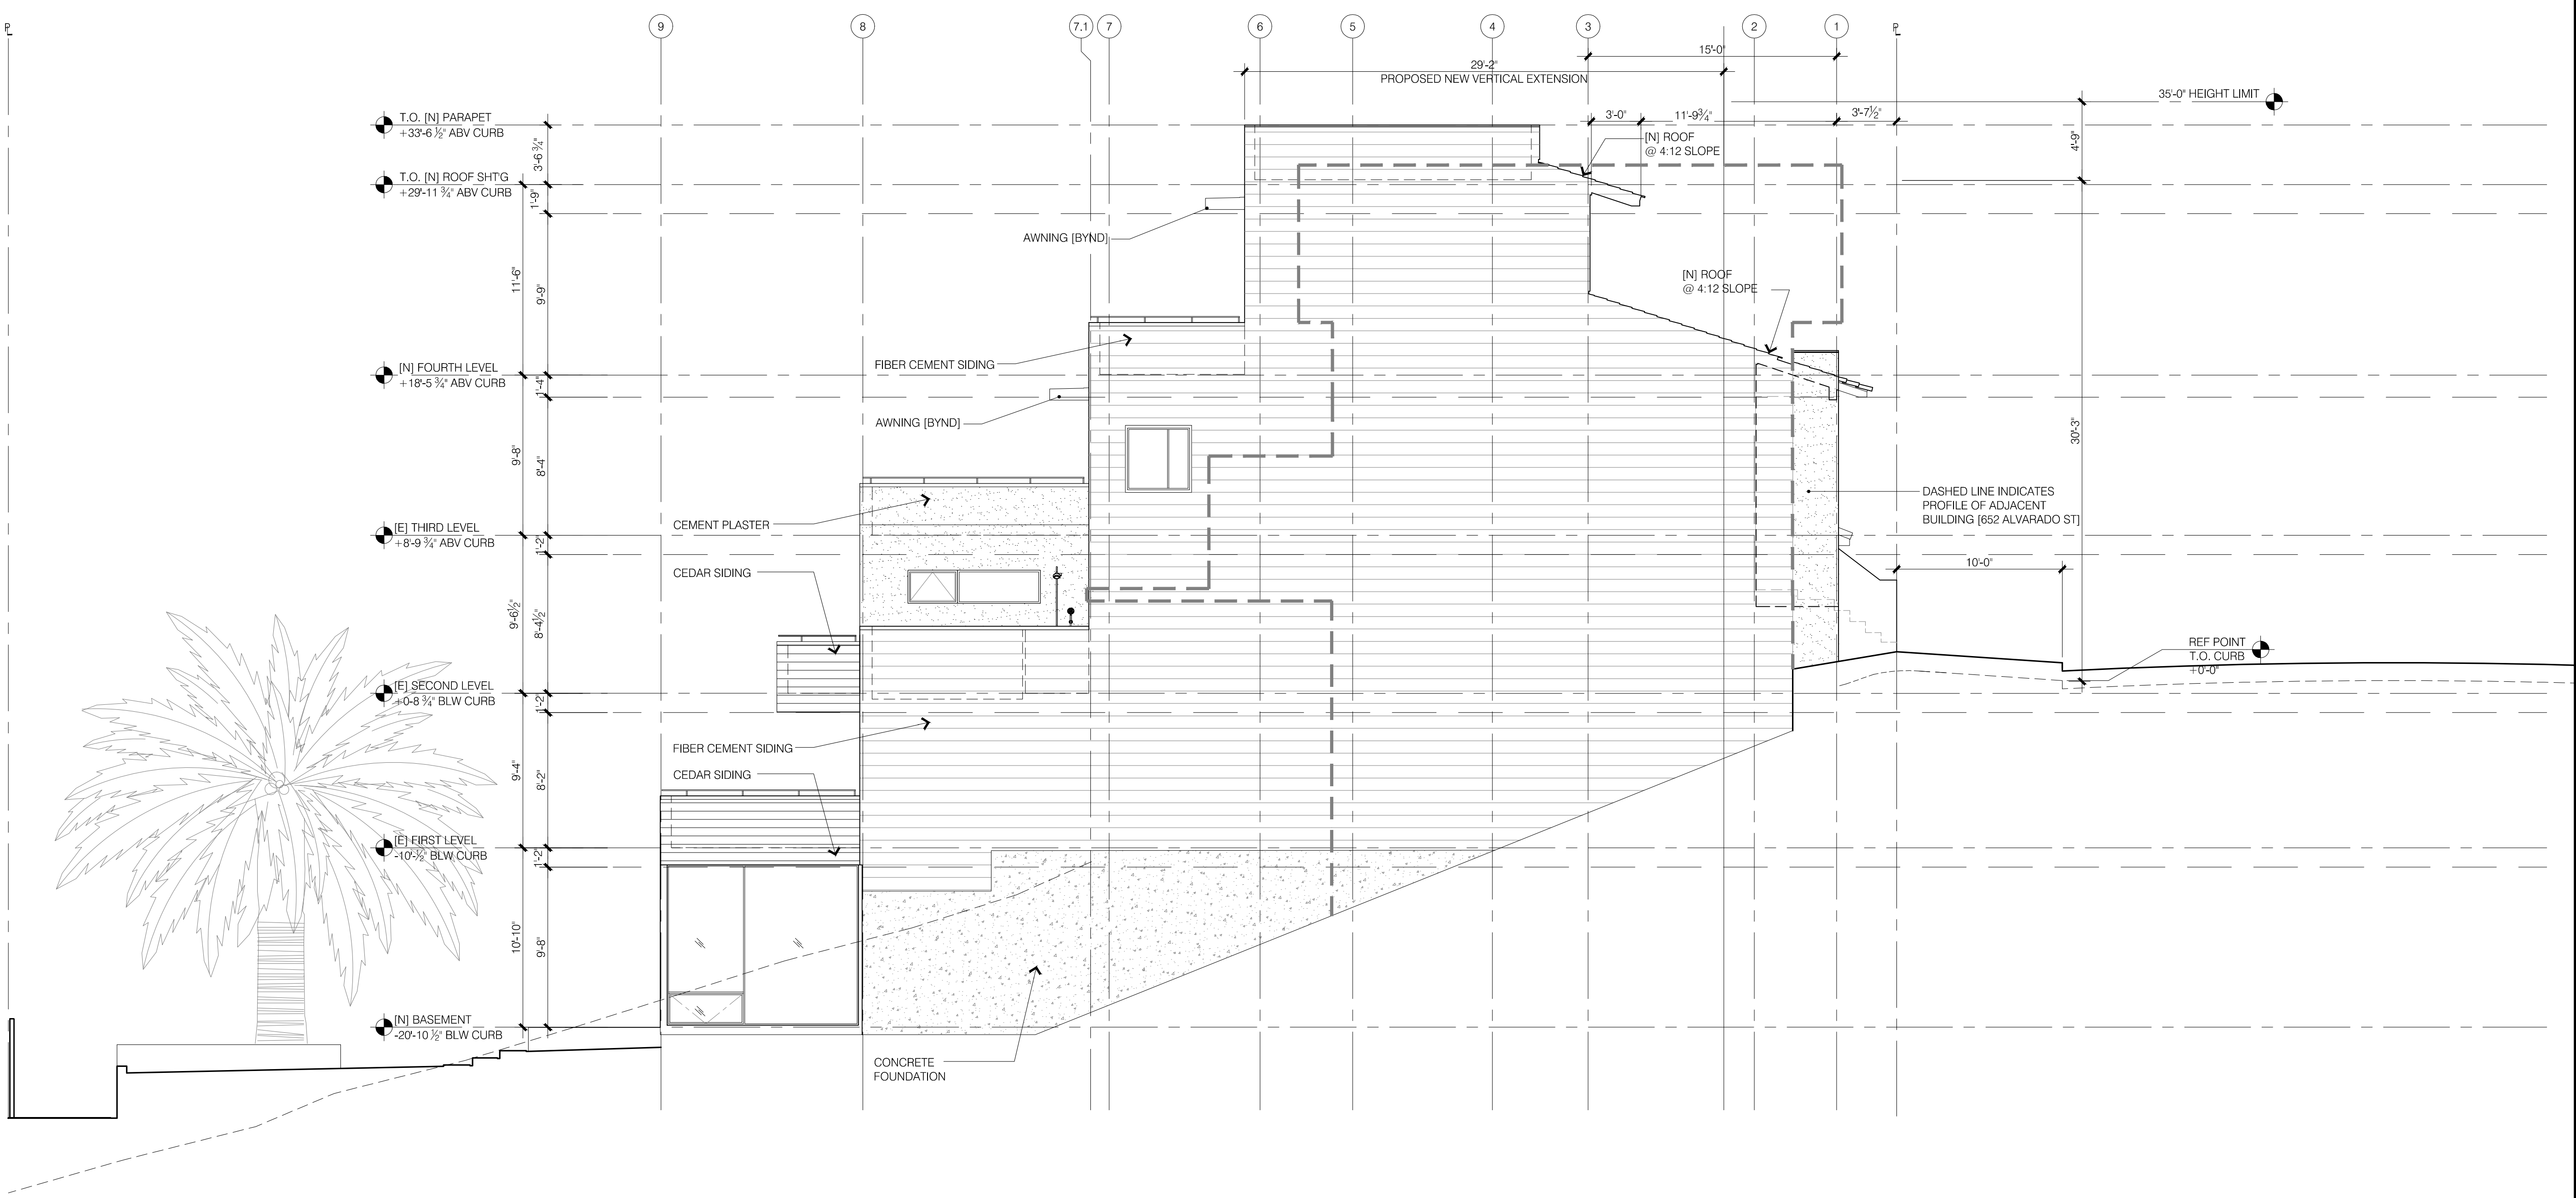 ℄
9
8
7.1
7
6
5
4
3
2
1
℄
15'-0"
29'-2"
PROPOSED NEW VERTICAL EXTENSION
35'-0" HEIGHT LIMIT
3'-0"
11'-9¾"
3'-7½"
T.O. [N] PARAPET
+33'-6 ½" ABV CURB
3'-6 ¾"
[N] ROOF
@ 4:12 SLOPE
4'-9"
T.O. [N] ROOF SHT'G
+29'-11 ¾" ABV CURB
1'-9"
AWNING [BYND]
11'-6"
9'-9"
[N] ROOF
@ 4:12 SLOPE
FIBER CEMENT SIDING
[N] FOURTH LEVEL
+18'-5 ¾" ABV CURB
1'-4"
AWNING [BYND]
30'-3"
9'-8"
8'-4"
DASHED LINE INDICATES
PROFILE OF ADJACENT
BUILDING [652 ALVARADO ST]
CEMENT PLASTER
[E] THIRD LEVEL
+8'-9 ¾" ABV CURB
1'-2"
10'-0"
CEDAR SIDING
9'-6½"
8'-4½"
REF POINT
T.O. CURB
+0'-0"
[E] SECOND LEVEL
+0-8 ¾" BLW CURB
1'-2"
FIBER CEMENT SIDING
9'-4"
8'-2"
CEDAR SIDING
[E] FIRST LEVEL
-10'-½" BLW CURB
1'-2"
10'-10"
9'-8"
[N] BASEMENT
-20'-10 ½" BLW CURB
CONCRETE
FOUNDATION